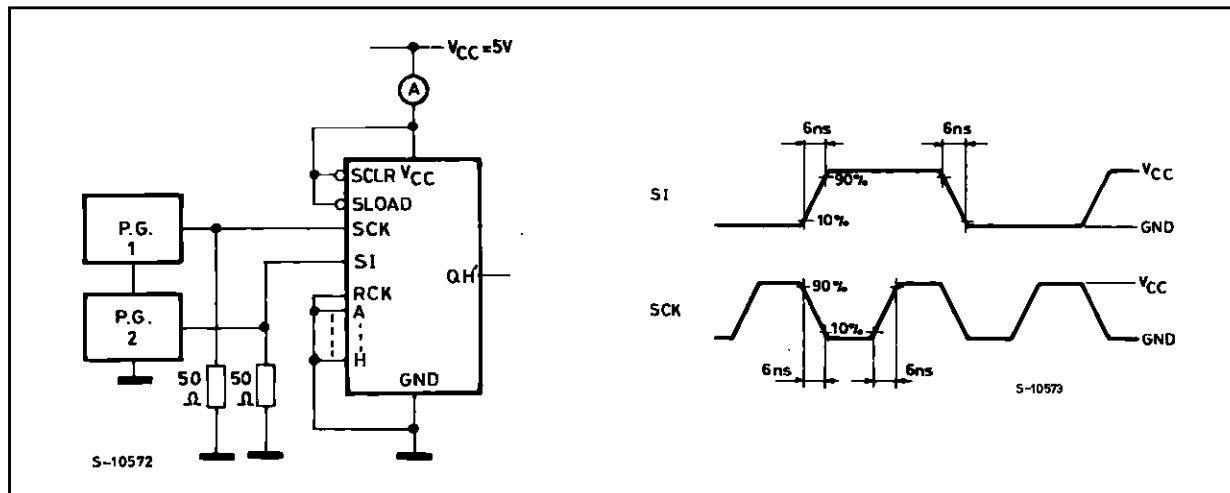 VCC=5V
A
SCLR VCC
SLOAD
SCK
SI
QH'
RCK
A
H
GND
P.G.
1
P.G.
2
50
Ω
50
Ω
S-10572
6ns
6ns
SI
90%
10%
VCC
GND
SCK
90%
10%
VCC
GND
6ns
6ns
S-10573